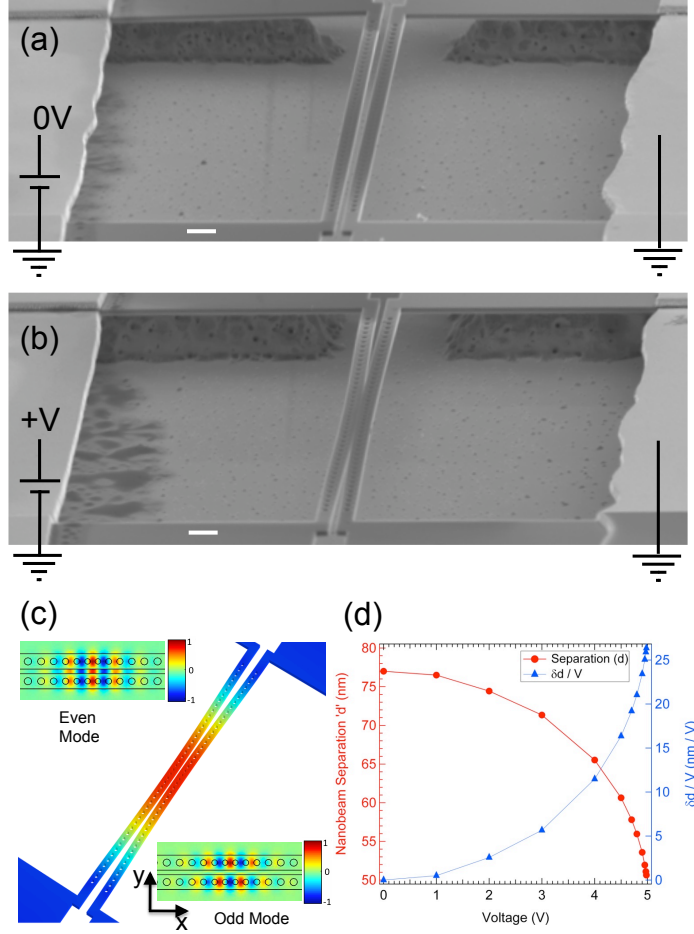 (a)
0V
(b)
+V
(c)
(d)
1
0
-1
Even
Mode
1
0
-1
y
x
Odd Mode
80
75
70
65
60
55
50
Nanobeam Separation 'd' (nm)
Separation (d)
δd / V
25
20
15
10
5
0
δd / V (nm / V)
0
1
2
3
4
5
Voltage (V)